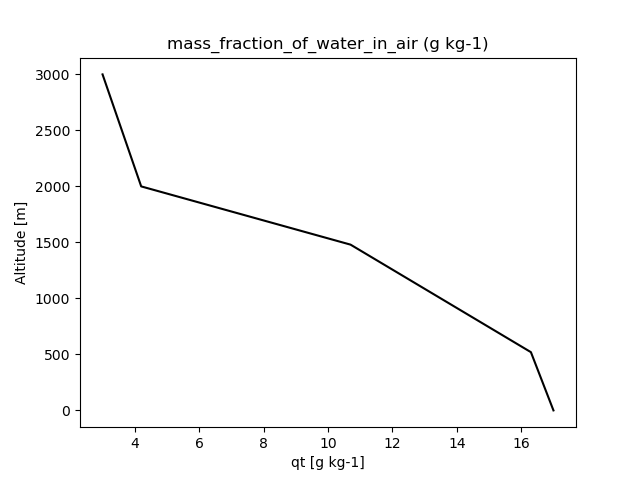 mass_fraction_of_water_in_air (g kg-1)
3000
2500
2000
1500
1000
500
0
Altitude [m]
4 6 8 10 12 14 16
qt [g kg-1]